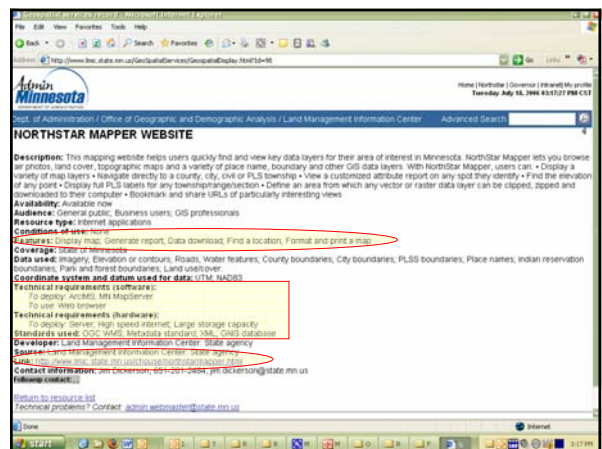 Geospatial services record - Microsoft Internet Explorer
File Edit View Favorites Tools Help
Back Search Favorites
Address http://www.lmic.state.mn.us/GeoSpatialServices/GeospatialDisplay.html?Id=98 Go Links
Admin
Minnesota
Home | Northstar | Governor | Intranet| My profile
Tuesday July 18, 2006 03:17:27 PM CST
Dept. of Administration / Office of Geographic and Demographic Analysis / Land Management Information Center Advanced Search
NORTHSTAR MAPPER WEBSITE
Description: This mapping website helps users quickly find and view key data layers for their area of interest in Minnesota. NorthStar Mapper lets you browse
air photos, land cover, topographic maps and a variety of place name, boundary and other GIS data layers. With NorthStar Mapper, users can: • Display a
variety of map layers • Navigate directly to a county, city, civil or PLS township • View a customized attribute report on any spot they identify • Find the elevation
of any point • Display full PLS labels for any township/range/section • Define an area from which any vector or raster data layer can be clipped, zipped and
downloaded to their computer • Bookmark and share URLs of particularly interesting views
Availability: Available now
Audience: General public; Business users; GIS professionals
Resource type: Internet applications
Conditions of use: None
Features: Display map; Generate report; Data download; Find a location; Format and print a map
Coverage: State of Minnesota
Data used: Imagery, Elevation or contours, Roads, Water features; County boundaries; City boundaries; PLSS boundaries; Place names; Indian reservation
boundaries; Park and forest boundaries; Land use/cover
Coordinate system and datum used for data: UTM; NAD83
Technical requirements (software):
To deploy: ArcIMS; MN MapServer
To use: Web browser
Technical requirements (hardware):
To deploy: Server; High speed internet; Large storage capacity
Standards used: OGC WMS; Metadata standard; XML; GNIS database
Developer: Land Management Information Center: State agency
Source: Land Management Information Center: State agency
Link: http://www.lmic.state.mn.us/chouse/northstarmapper.html
Contact information: Jim Dickerson; 651-201-2484; jim.dickerson@state.mn.us
Followup contact: ...
Return to resource list
Technical problems? Contact: admin.webmaster@state.mn.us
Done Internet
start 3:17 PM